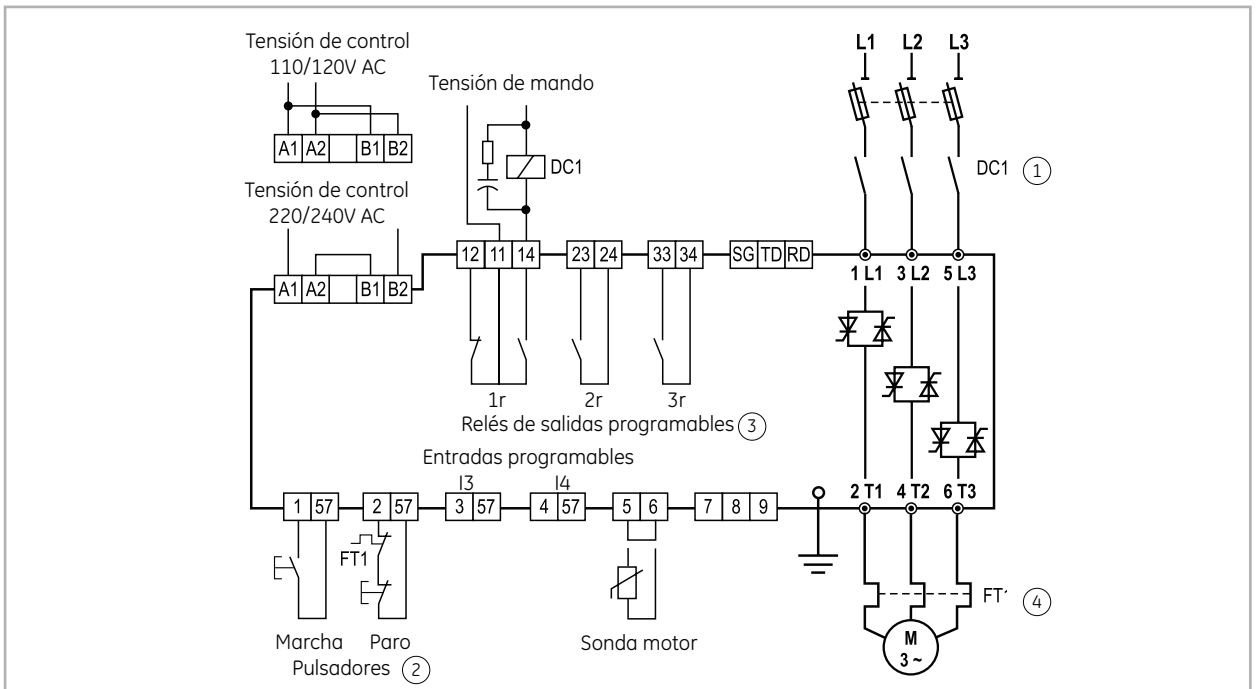 Tensión de control
110/120V AC
A1 A2 B1 B2
Tensión de control
220/240V AC
A1 A2 B1 B2
Tensión de mando
DC1
L1 L2 L3
DC1 1
12 11 14 23 24 33 34 SG TD RD
1 L1 3 L2 5 L3
1r 2r 3r
Relés de salidas programables 3
Entradas programables
I3 I4
1 57 2 57 3 57 4 57 5 6 7 8 9
2 T1 4 T2 6 T3
FT1
FT1 4
Marcha Paro
Pulsadores 2
Sonda motor
M
3 ~